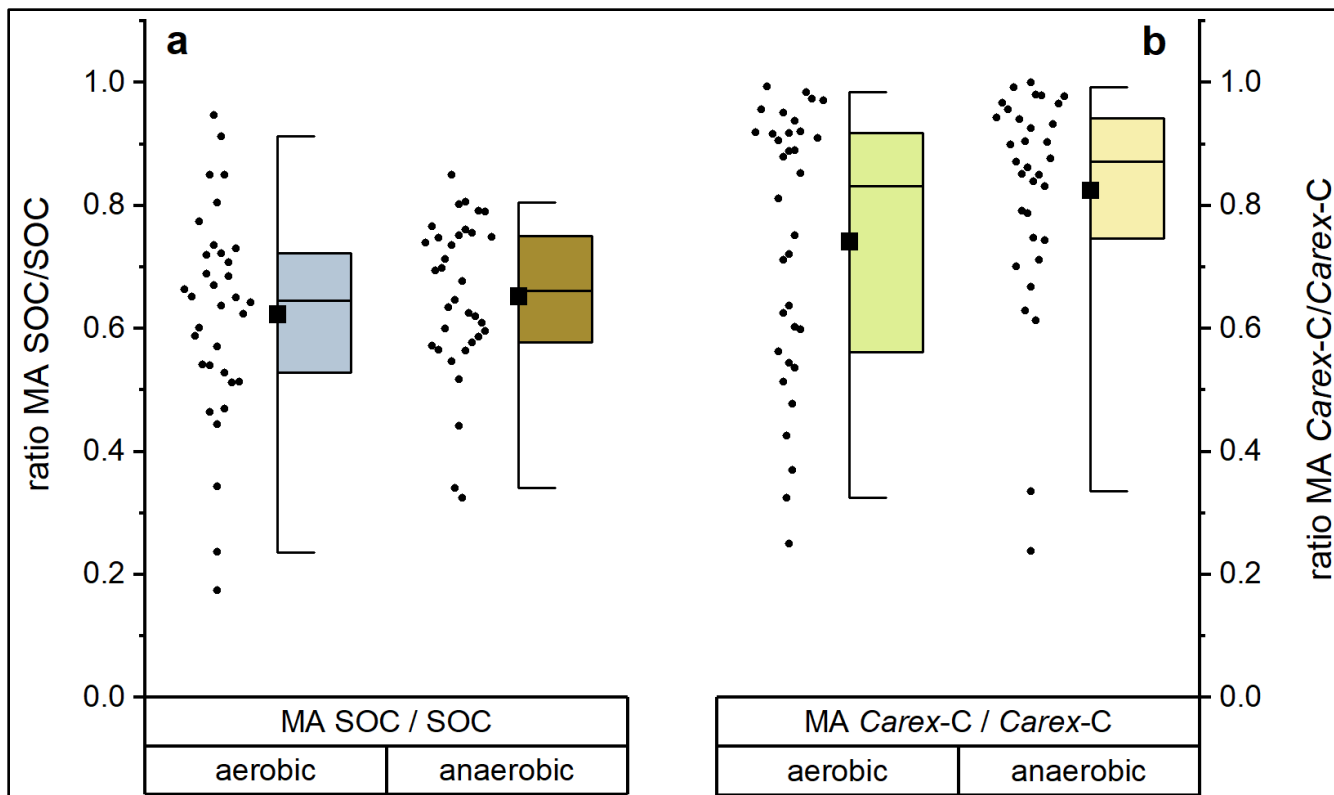 a
b
1.0
0.8
0.6
0.4
0.2
0.0
ratio MA SOC/SOC
1.0
0.8
0.6
0.4
0.2
0.0
ratio MA Carex-C/Carex-C
MA SOC / SOC
MA Carex-C / Carex-C
aerobic
anaerobic
aerobic
anaerobic